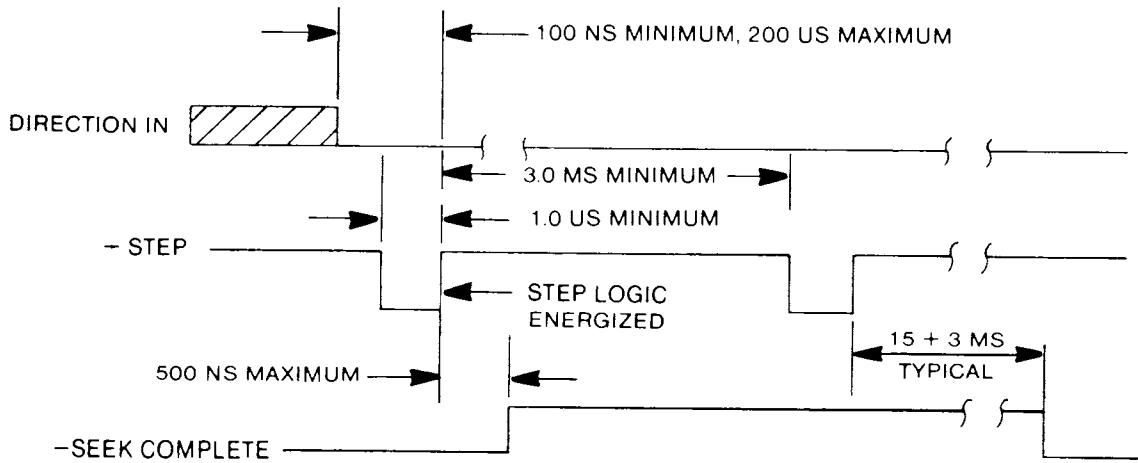 100 NS MINIMUM, 200 US MAXIMUM
DIRECTION IN
3.0 MS MINIMUM
1.0 US MINIMUM
- STEP
STEP LOGIC
ENERGIZED
15 + 3 MS
TYPICAL
500 NS MAXIMUM
-SEEK COMPLETE